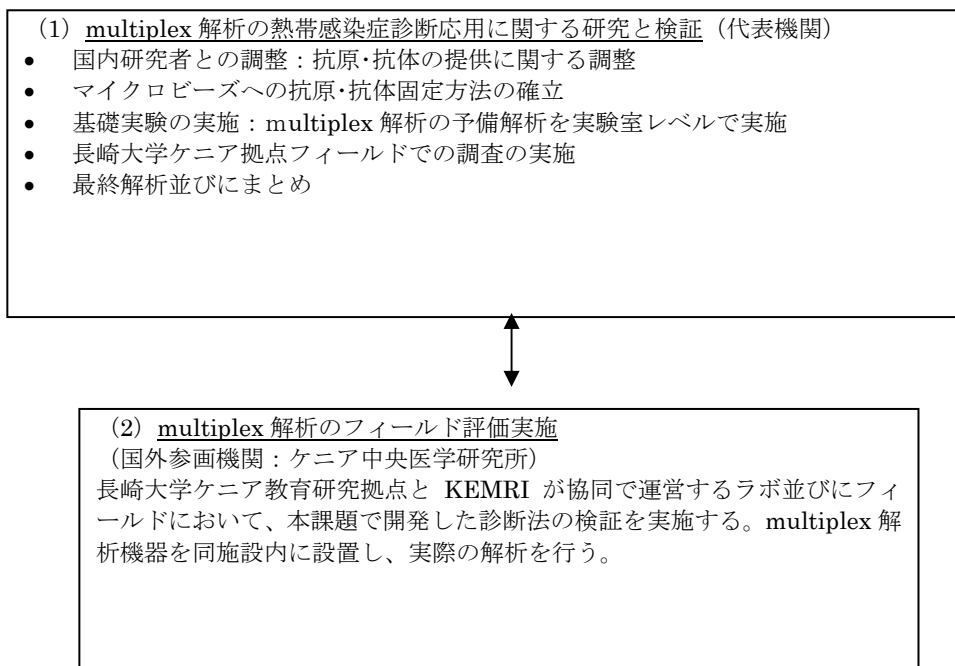 （1）multiplex 解析の熱帯感染症診断応用に関する研究と検証（代表機関）
• 国内研究者との調整：抗原･抗体の提供に関する調整
• マイクロビーズへの抗原･抗体固定方法の確立
• 基礎実験の実施：ｍultiplex 解析の予備解析を実験室レベルで実施
• 長崎大学ケニア拠点フィールドでの調査の実施
• 最終解析並びにまとめ
（2）multiplex 解析のフィールド評価実施
（国外参画機関：ケニア中央医学研究所）
長崎大学ケニア教育研究拠点と KEMRI が協同で運営するラボ並びにフィ
ールドにおいて、本課題で開発した診断法の検証を実施する。multiplex 解
析機器を同施設内に設置し、実際の解析を行う。